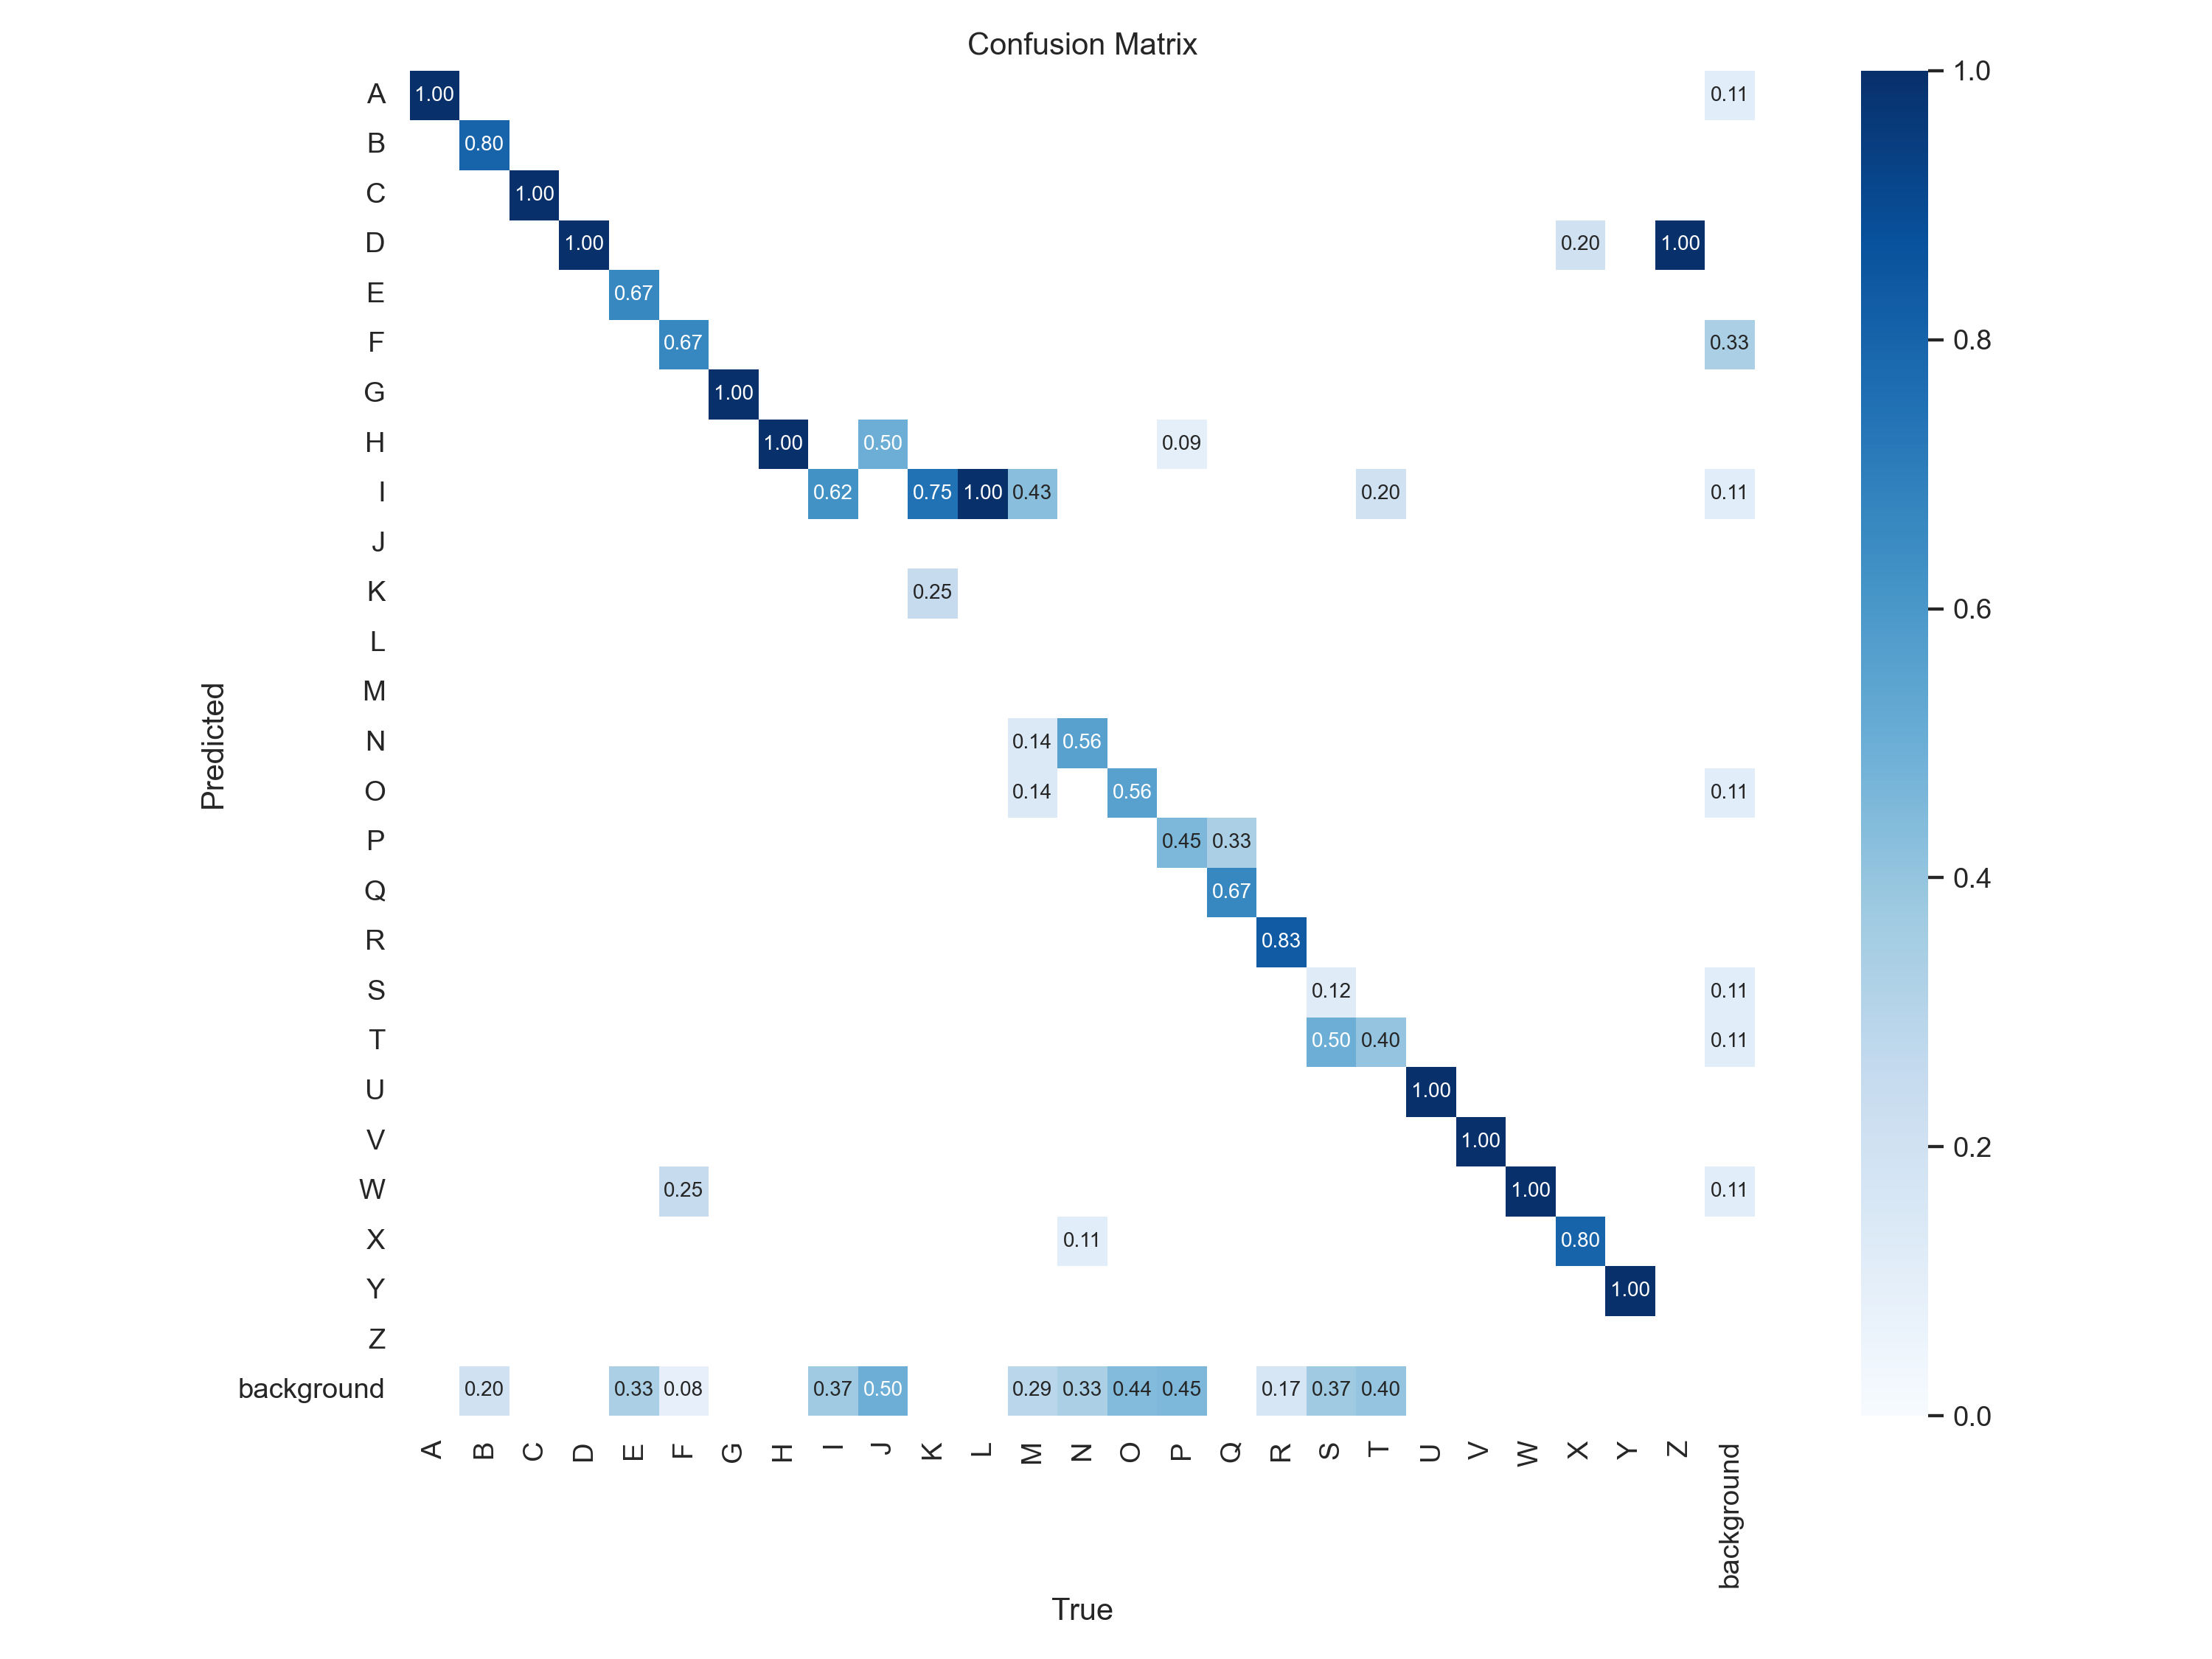 Confusion Matrix
A 1.00 0.11 1.0
B 0.80
C 1.00
D 1.00 0.20 1.00
E 0.67
F 0.67 0.33 0.8
G 1.00
H 1.00 0.50 0.09
I 0.62 0.75 1.00 0.43 0.20 0.11
J
K 0.25 0.6
L
M
Predicted
N 0.14 0.56
O 0.14 0.56 0.11
P 0.45 0.33
Q 0.67 0.4
R 0.83
S 0.12 0.11
T 0.50 0.40 0.11
U 1.00
V 1.00 0.2
W 0.25 1.00 0.11
X 0.11 0.80
Y 1.00
Z
background 0.20 0.33 0.08 0.37 0.50 0.29 0.33 0.44 0.45 0.17 0.37 0.40 0.0
A B C D E F G H I J K L M N O P Q R S T U V W X Y Z background
True